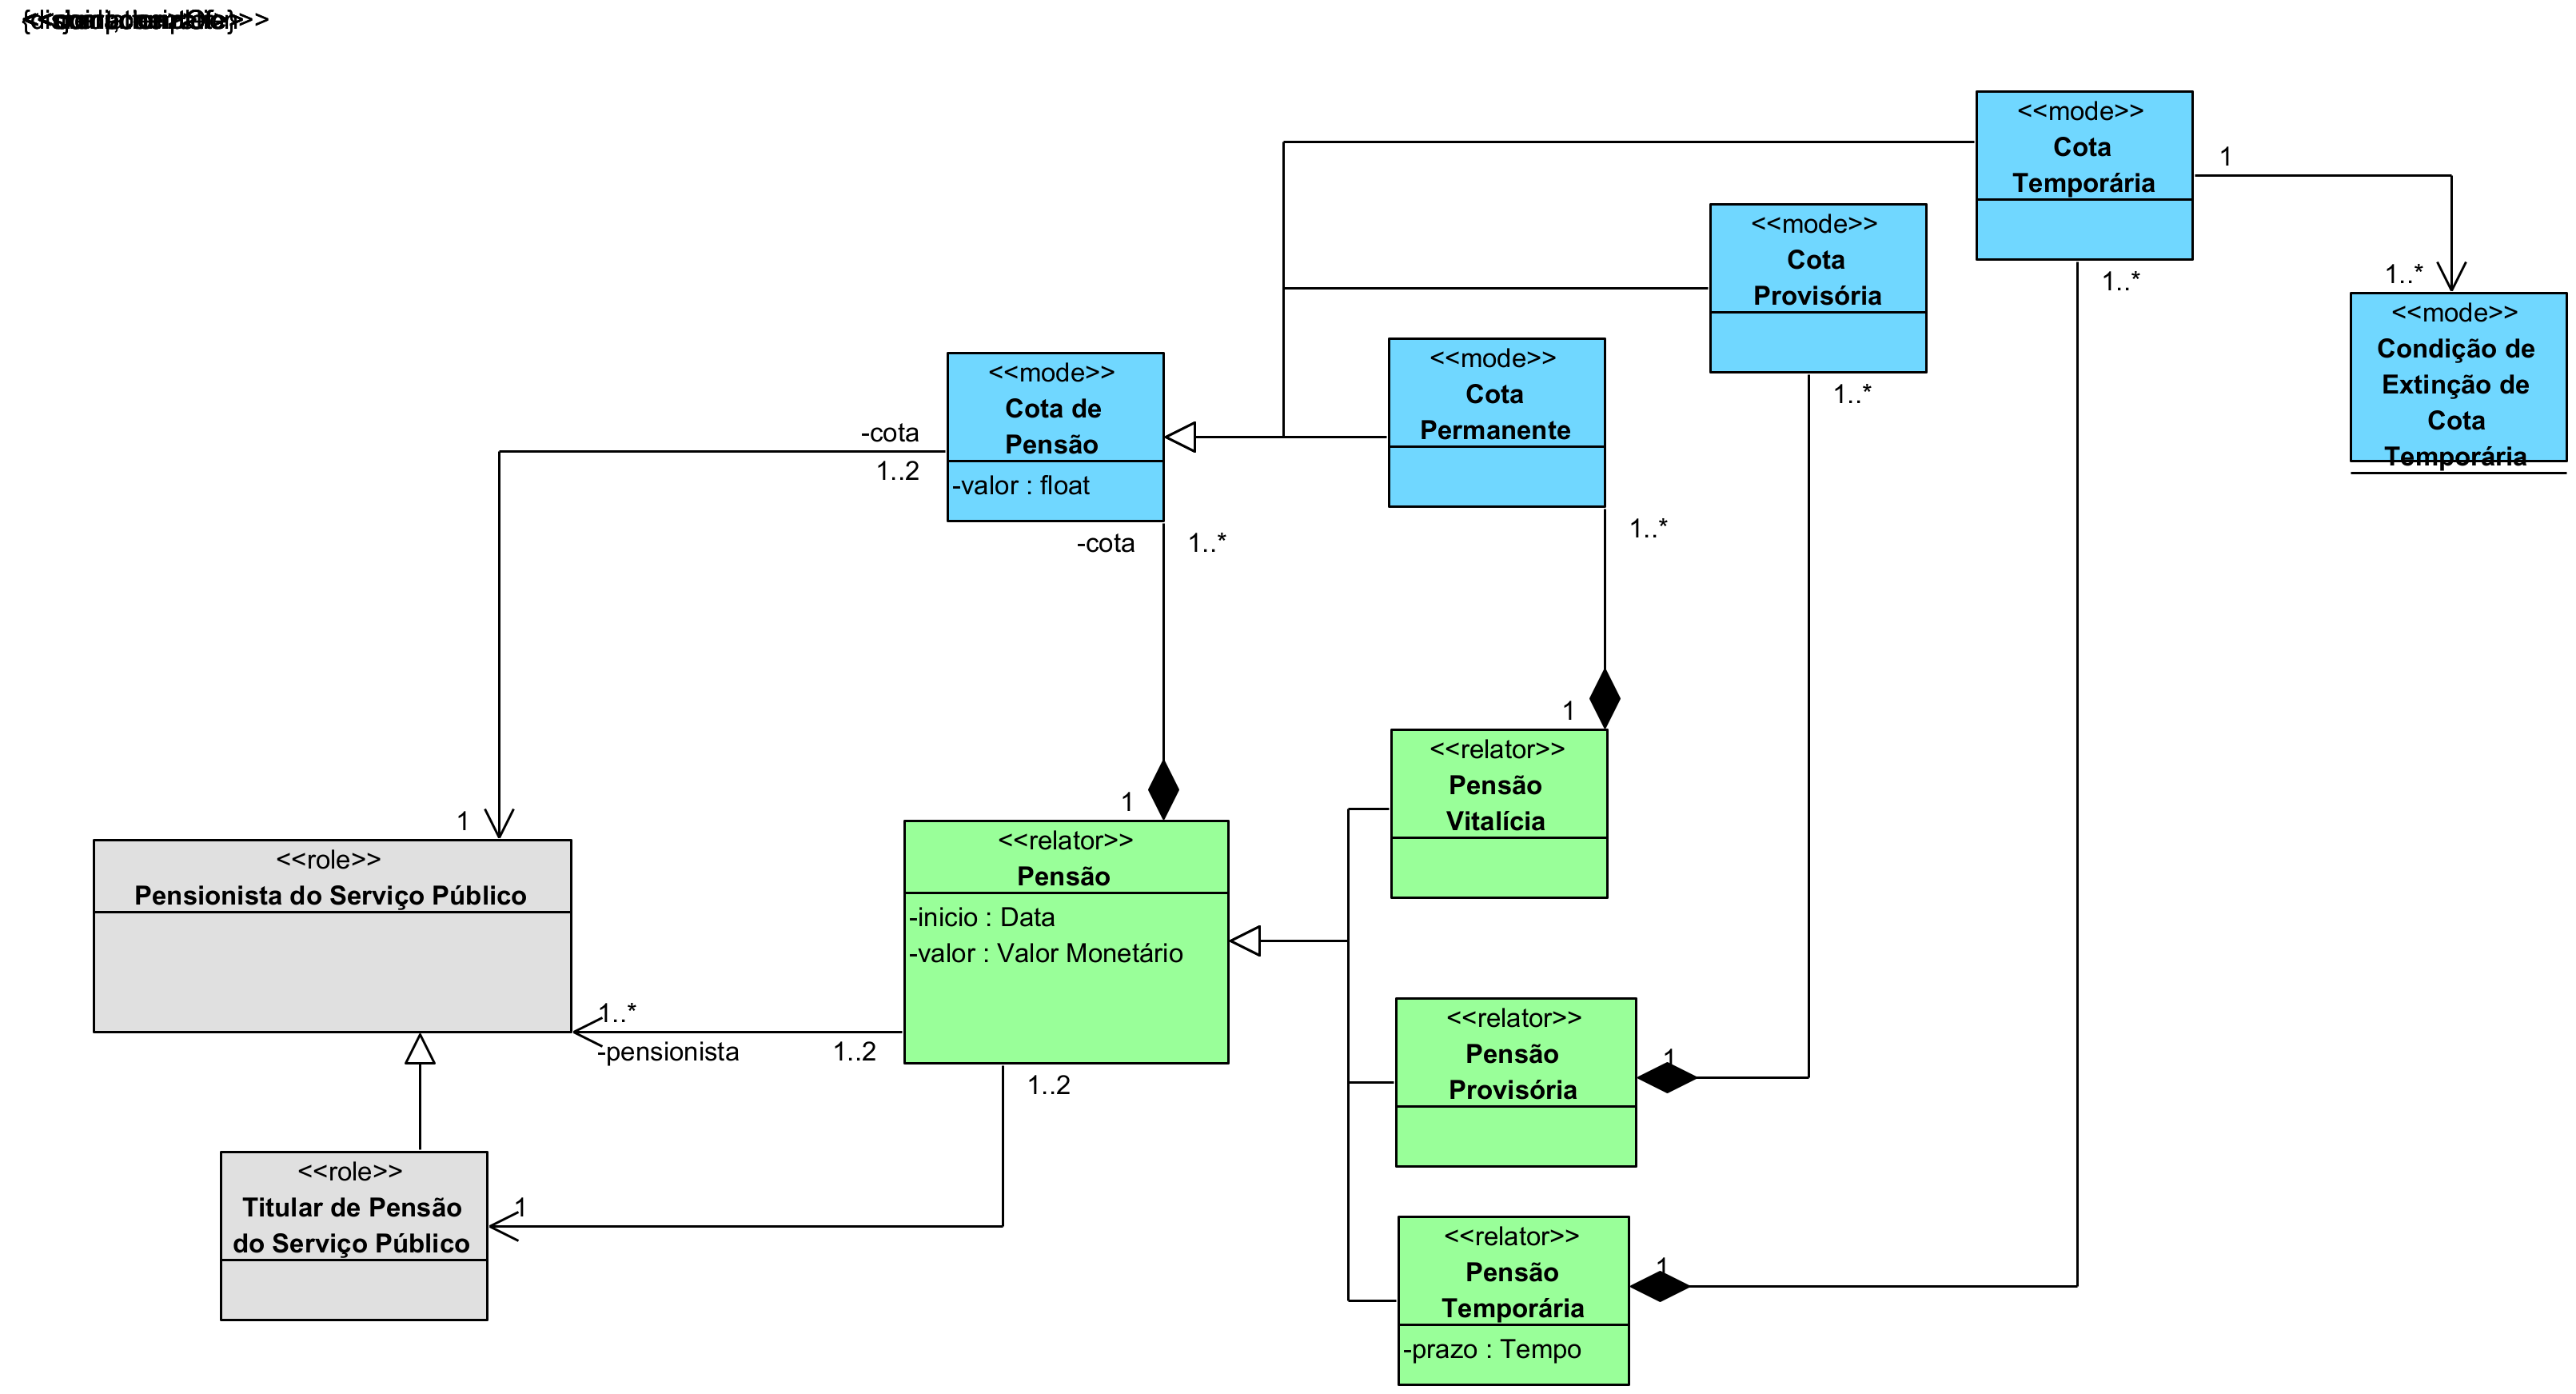 <<mode>>
Cota
Temporária
1
1..*
<<mode>>
Cota
Provisória
1..*
1..*
<<mode>>
Condição de
Extinção de
Cota
Temporária
<<mode>>
Cota
Permanente
1..*
<<mode>>
Cota de
Pensão
-valor : float
-cota
1..2
-cota
1..*
1
<<relator>>
Pensão
Vitalícia
1
1
<<role>>
Pensionista do Serviço Público
<<relator>>
Pensão
-inicio : Data
-valor : Valor Monetário
1..*
-pensionista
1..2
1..2
<<relator>>
Pensão
Provisória
1
<<role>>
Titular de Pensão
do Serviço Público
1
<<relator>>
Pensão
Temporária
-prazo : Tempo
1